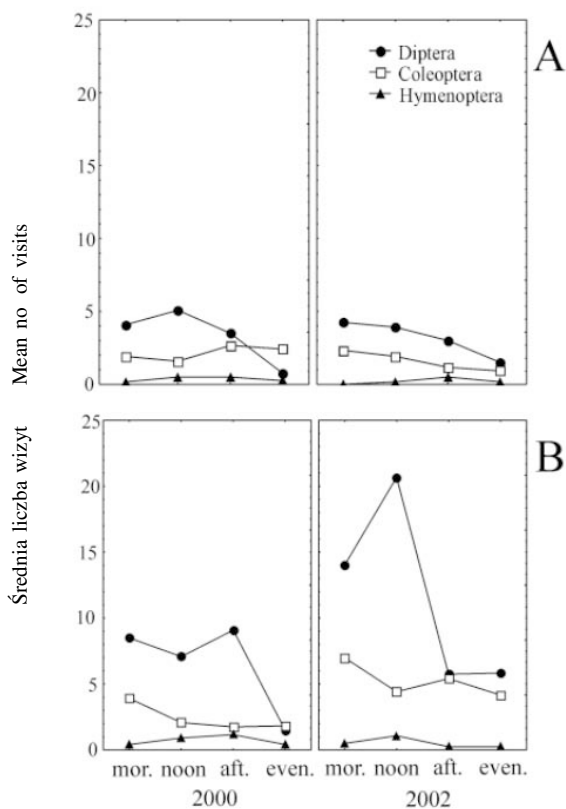 25
20
15
10
5
0
Diptera
Coleoptera
Hymenoptera
A
Mean no of visits
25
20
15
10
5
0
B
Średnia liczba wizyt
mor. noon aft. even. mor. noon aft. even.
2000 2002